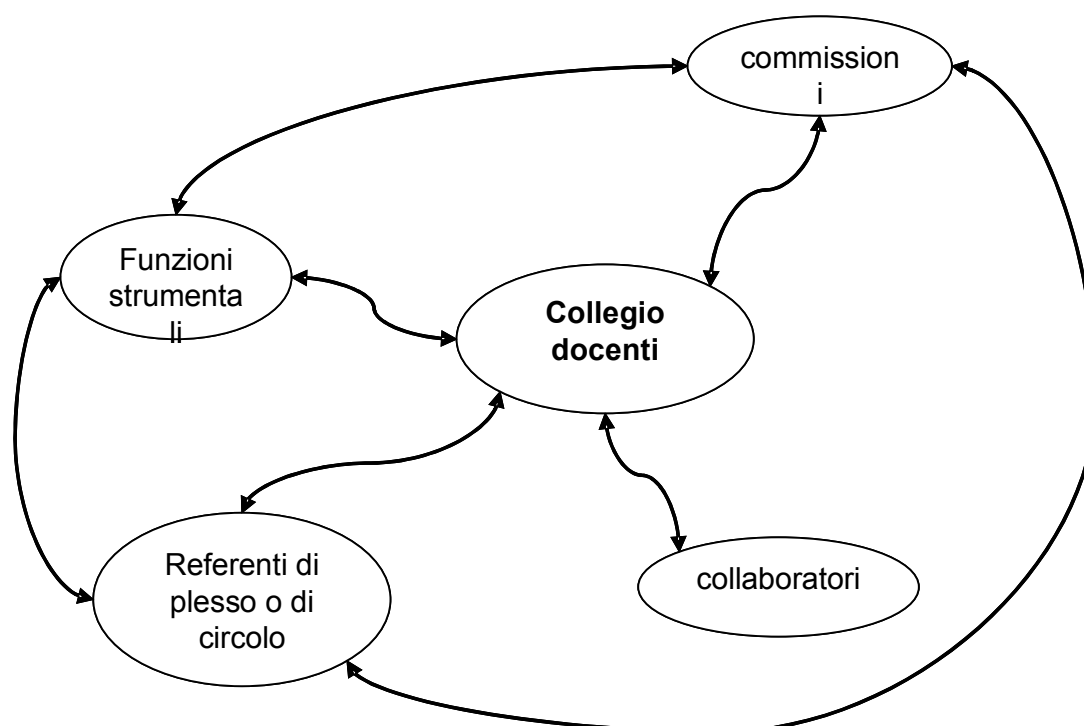 commission
i
Funzioni
strumenta
li
Collegio
docenti
Referenti di
plesso o di
circolo
collaboratori